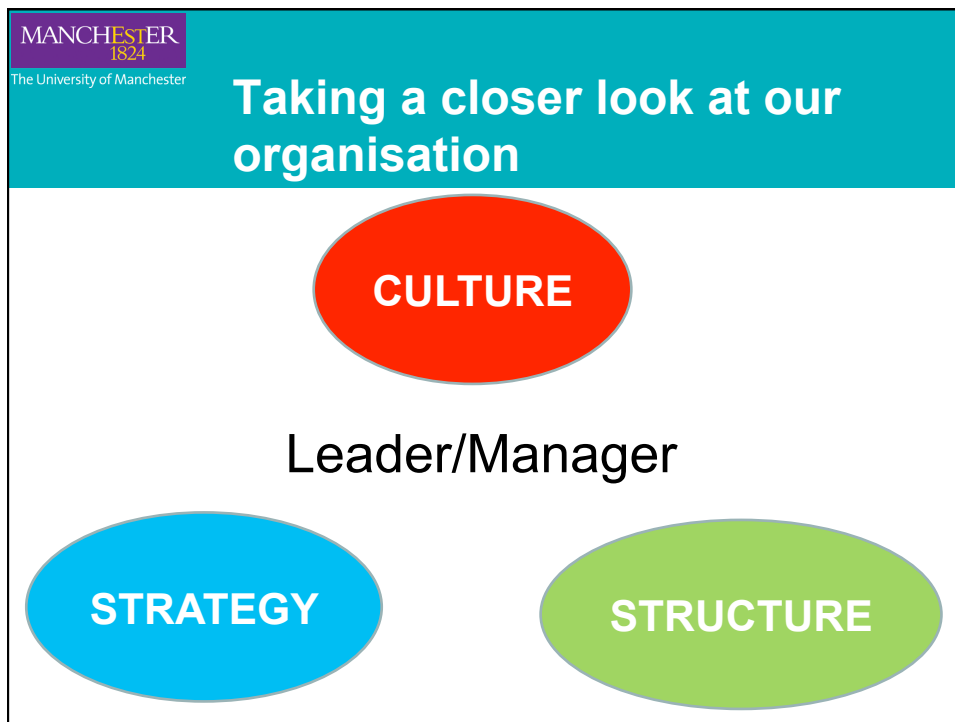 MANCHESTER
1824
The University of Manchester
Taking a closer look at our
organisation
CULTURE
Leader/Manager
STRATEGY
STRUCTURE